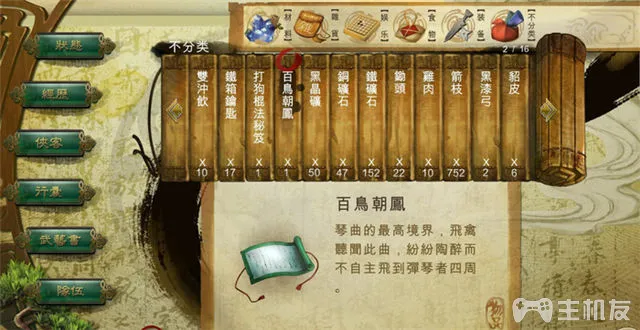 【材料】
【雜貨】
【娱乐】
【食物】
【装备】
【不分类】
不分类
2 / 16
狀態
經歷
俠客
行囊
武藝書
隊伍
雙沖飲 x 10
鐵箱鑰匙 x 17
打狗棍法秘笈 x 1
百鳥朝鳳 x 1
黑晶礦 x 50
銅礦石 x 47
鐵礦石 x 152
鋤頭 x 22
雞肉 x 10
箭枝 x 752
黑漆弓 x 2
貂皮 x 6
百鳥朝鳳
琴曲的最高境界，飛禽
聽聞此曲，紛紛陶醉而
不自主飛到彈琴者四周
。
主机友